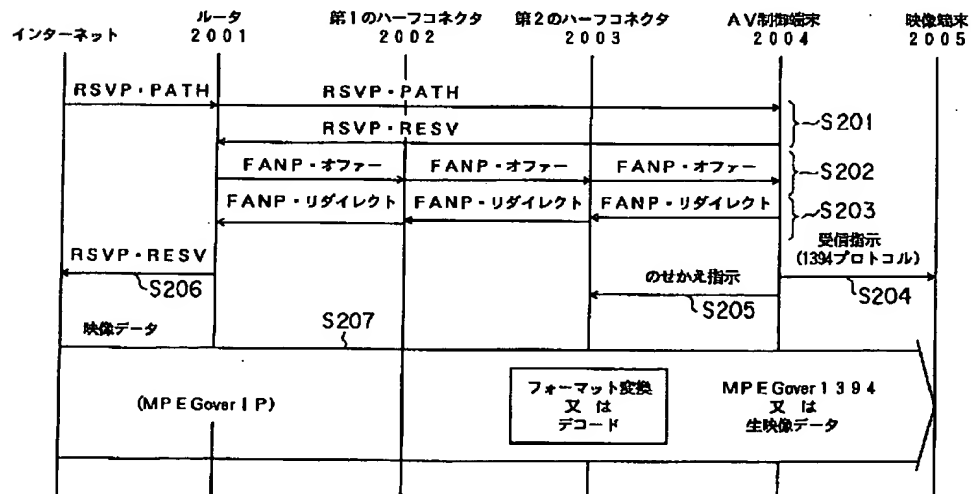 インターネット
ルータ
2001
第1のハーフコネクタ
2002
第2のハーフコネクタ
2003
AV制御端末
2004
映像端末
2005
RSVP・PATH
RSVP・PATH
RSVP・RESV
S201
FANP・オファー
FANP・オファー
FANP・オファー
S202
FANP・リダイレクト
FANP・リダイレクト
FANP・リダイレクト
S203
RSVP・RESV
S206
受信指示
(1394プロトコル)
S204
のせかえ指示
S205
映像データ
S207
(MPEGoverIP)
フォーマット変換
又は
デコード
MPEGover1394
又は
生映像データ